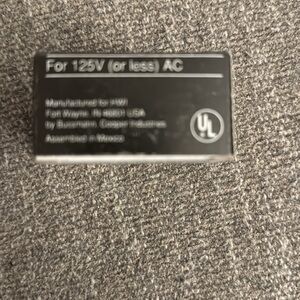 For 125V (or less) AC
Manufactured for HWI
Fort Wayne, IN 46801 USA
by Bussmann, Cooper Industries
Assembled in Mexico
UL